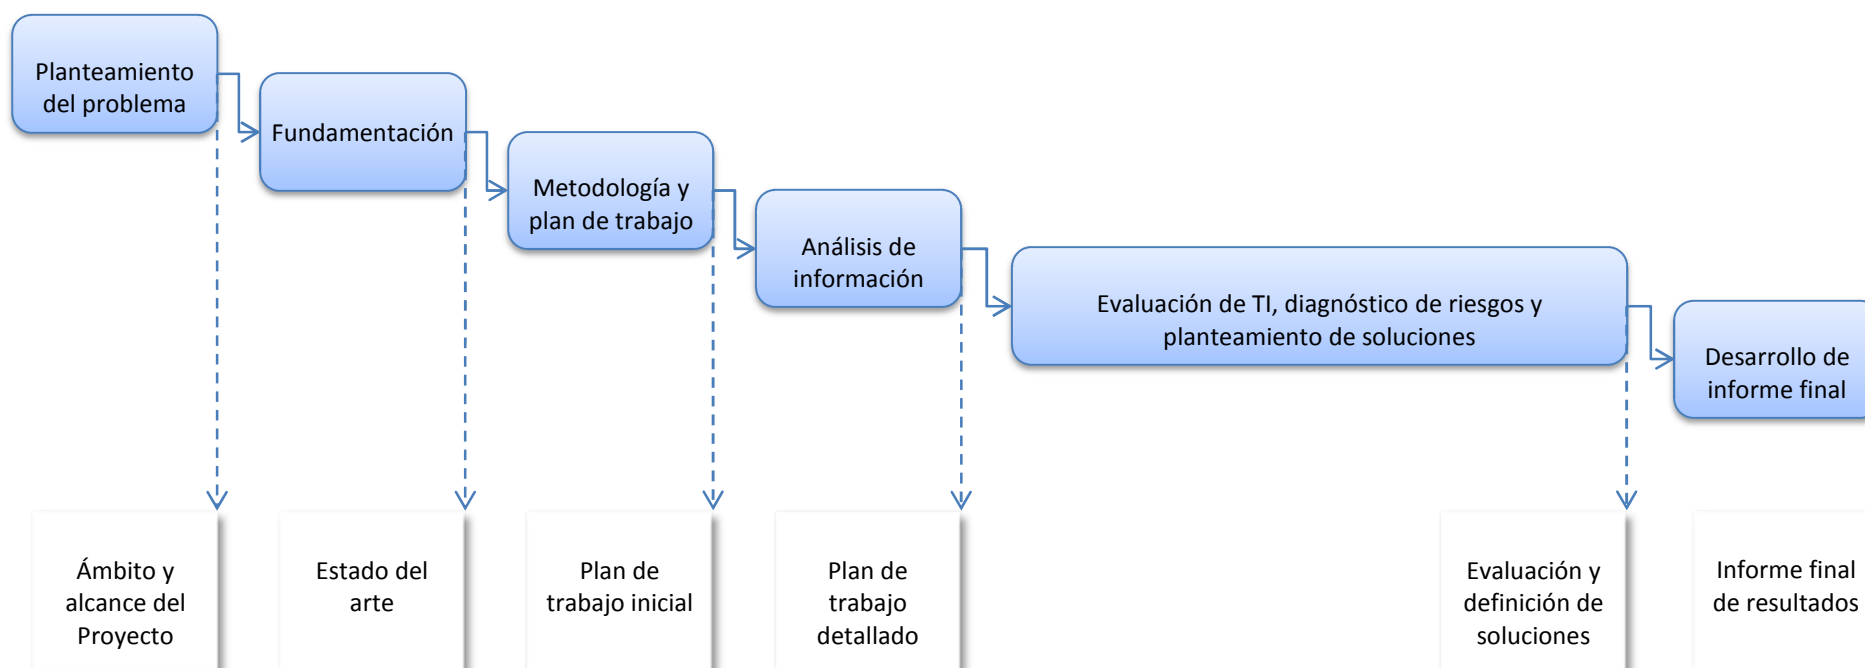 Planteamiento
del problema
Fundamentación
Metodología y
plan de trabajo
Análisis de
información
Evaluación de TI, diagnóstico de riesgos y
planteamiento de soluciones
Desarrollo de
informe final
Ámbito y
alcance del
Proyecto
Estado del
arte
Plan de
trabajo inicial
Plan de
trabajo
detallado
Evaluación y
definición de
soluciones
Informe final
de resultados